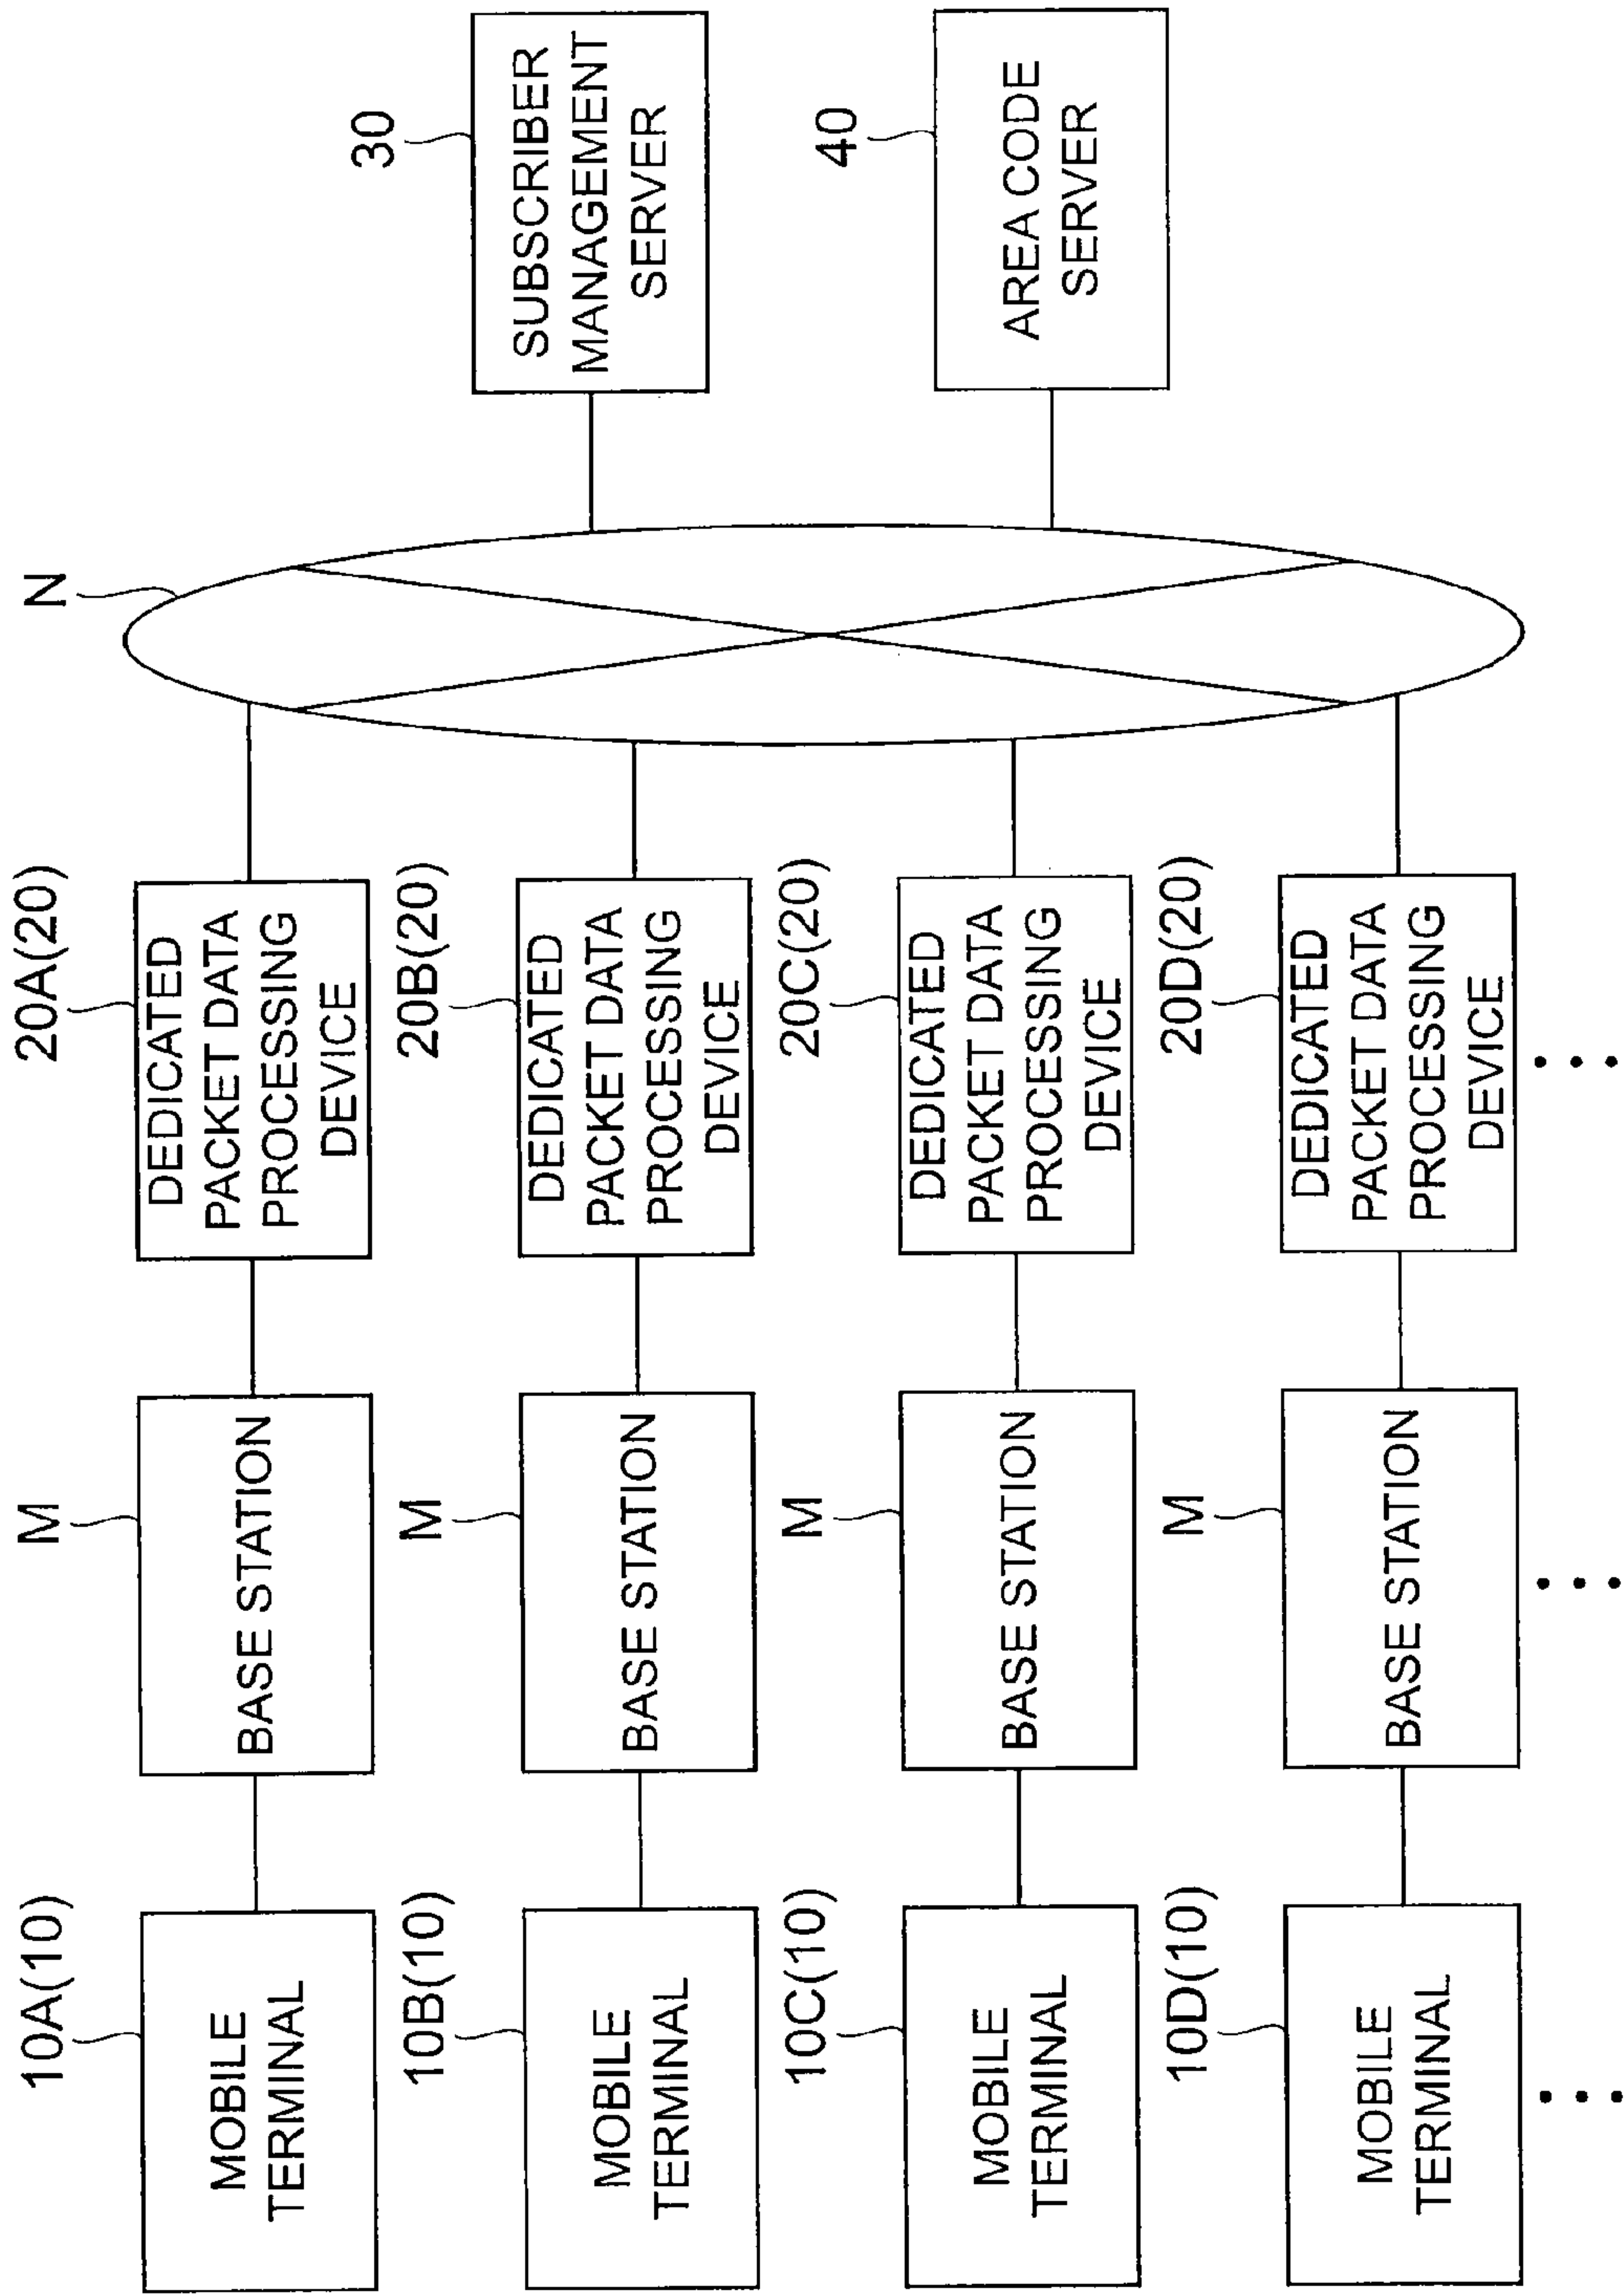 10A(10)
MOBILE
TERMINAL
M
BASE STATION
20A(20)
DEDICATED
PACKET DATA
PROCESSING
DEVICE
10B(10)
MOBILE
TERMINAL
M
BASE STATION
20B(20)
DEDICATED
PACKET DATA
PROCESSING
DEVICE
10C(10)
MOBILE
TERMINAL
M
BASE STATION
20C(20)
DEDICATED
PACKET DATA
PROCESSING
DEVICE
10D(10)
MOBILE
TERMINAL
M
BASE STATION
20D(20)
DEDICATED
PACKET DATA
PROCESSING
DEVICE
N
30
SUBSCRIBER
MANAGEMENT
SERVER
40
AREA CODE
SERVER